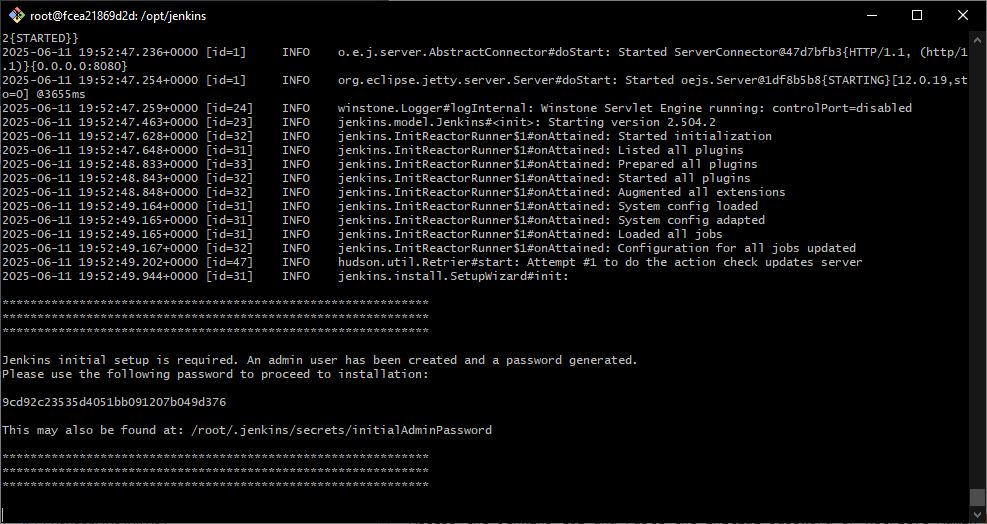 root@fcea21869d2d: /opt/jenkins
2{STARTED}}
2025-06-11 19:52:47.236+0000 [id=1]     INFO    o.e.j.server.AbstractConnector#doStart: Started ServerConnector@47d7bfb3{HTTP/1.1, (http/1
.1)}{0.0.0.0:8080}
2025-06-11 19:52:47.254+0000 [id=1]     INFO    org.eclipse.jetty.server.Server#doStart: Started oejs.Server@1df8b5b8{STARTING}[12.0.19,st
o=0] @3655ms
2025-06-11 19:52:47.259+0000 [id=24]    INFO    winstone.Logger#logInternal: Winstone Servlet Engine running: controlPort=disabled
2025-06-11 19:52:47.463+0000 [id=23]    INFO    jenkins.model.Jenkins#<init>: Starting version 2.504.2
2025-06-11 19:52:47.628+0000 [id=32]    INFO    jenkins.InitReactorRunner$1#onAttained: Started initialization
2025-06-11 19:52:47.648+0000 [id=31]    INFO    jenkins.InitReactorRunner$1#onAttained: Listed all plugins
2025-06-11 19:52:48.833+0000 [id=33]    INFO    jenkins.InitReactorRunner$1#onAttained: Prepared all plugins
2025-06-11 19:52:48.843+0000 [id=32]    INFO    jenkins.InitReactorRunner$1#onAttained: Started all plugins
2025-06-11 19:52:48.848+0000 [id=32]    INFO    jenkins.InitReactorRunner$1#onAttained: Augmented all extensions
2025-06-11 19:52:49.164+0000 [id=31]    INFO    jenkins.InitReactorRunner$1#onAttained: System config loaded
2025-06-11 19:52:49.165+0000 [id=31]    INFO    jenkins.InitReactorRunner$1#onAttained: System config adapted
2025-06-11 19:52:49.165+0000 [id=31]    INFO    jenkins.InitReactorRunner$1#onAttained: Loaded all jobs
2025-06-11 19:52:49.167+0000 [id=32]    INFO    jenkins.InitReactorRunner$1#onAttained: Configuration for all jobs updated
2025-06-11 19:52:49.202+0000 [id=47]    INFO    hudson.util.Retrier#start: Attempt #1 to do the action check updates server
2025-06-11 19:52:49.944+0000 [id=31]    INFO    jenkins.install.SetupWizard#init:
*************************************************************
*************************************************************
*************************************************************
Jenkins initial setup is required. An admin user has been created and a password generated.
Please use the following password to proceed to installation:
9cd92c23535d4051bb091207b049d376
This may also be found at: /root/.jenkins/secrets/initialAdminPassword
*************************************************************
*************************************************************
*************************************************************